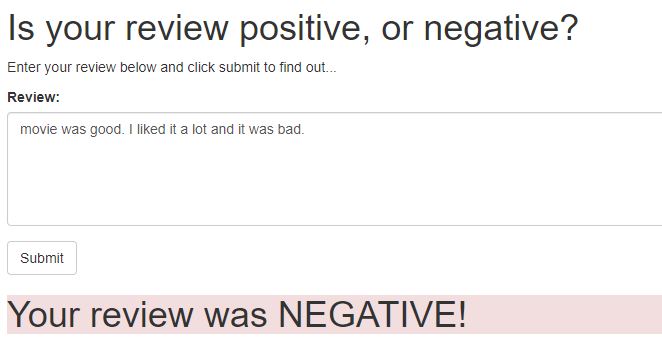 Is your review positive, or negative?
Enter your review below and click submit to find out...
Review:
movie was good. I liked it a lot and it was bad.
Submit
Your review was NEGATIVE!